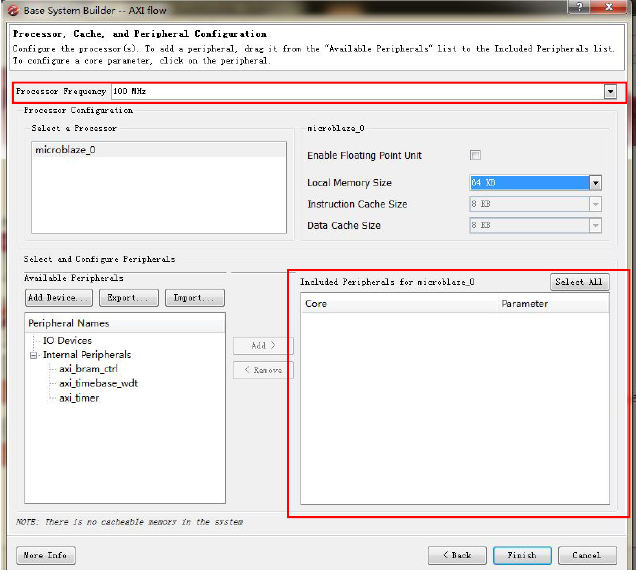 Base System Builder -- AXI flow
Processor, Cache, and Peripheral Configuration
Configure the processor(s). To add a peripheral, drag it from the "Available Peripherals" list to the Included Peripherals list.
To configure a core parameter, click on the peripheral.
Processor Frequency 100 MHz
Processor Configuration
Select a Processor
microblaze_0
microblaze_0
Enable Floating Point Unit
Local Memory Size 64 KB
Instruction Cache Size 8 KB
Data Cache Size 8 KB
Select and Configure Peripherals
Available Peripherals
Add Device... Export... Import...
Peripheral Names
IO Devices
Internal Peripherals
axi_bram_ctrl
axi_timebase_wdt
axi_timer
Add >
< Remove
Included Peripherals for microblaze_0 Select All
Core Parameter
NOTE: There is no cacheable memory in the system
More Info < Back Finish Cancel